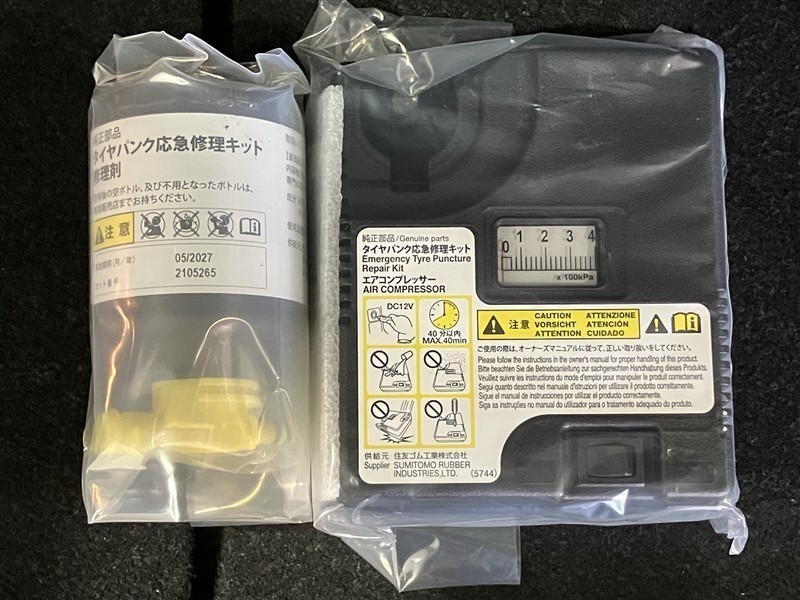 純正部品
タイヤパンク応急修理キット
修理剤
後の空ボトル、及び不用となったボトルは、
販売店までお持ちください。
注意
期限(月/年) 05/2027
ロット番号 2105265
純正部品/Genuine parts
タイヤパンク応急修理キット
Emergency Tyre Puncture
Repair Kit
エアコンプレッサー
AIR COMPRESSOR
DC12V
40分以内
MAX.40min
供給元 住友ゴム工業株式会社
Supplier SUMITOMO RUBBER
INDUSTRIES,LTD.
(5744)
0 1 2 3 4
x 100kPa
注意
CAUTION ATTENZIONE
VORSICHT ATENCIÓN
ATTENTION CUIDADO
ご使用の際は、オーナーズマニュアルに従って、正しい取り扱いをしてください。
Please follow the instructions in the owner's manual for proper handling of this product.
Bitte beachten Sie die Betriebsanleitung zur sachgerechten Handhabung dieses Produkts.
Veuillez suivre les instructions du mode d'emploi pour manipuler le produit correctement.
Segui quanto descritto nel manuale d'istruzioni per utilizzare il prodotto correttamente.
Sigue el manual de instrucciones por utilizar el producto correctamente.
Siga as instruções no manual do utilizador para o tratamento adequado do produto.